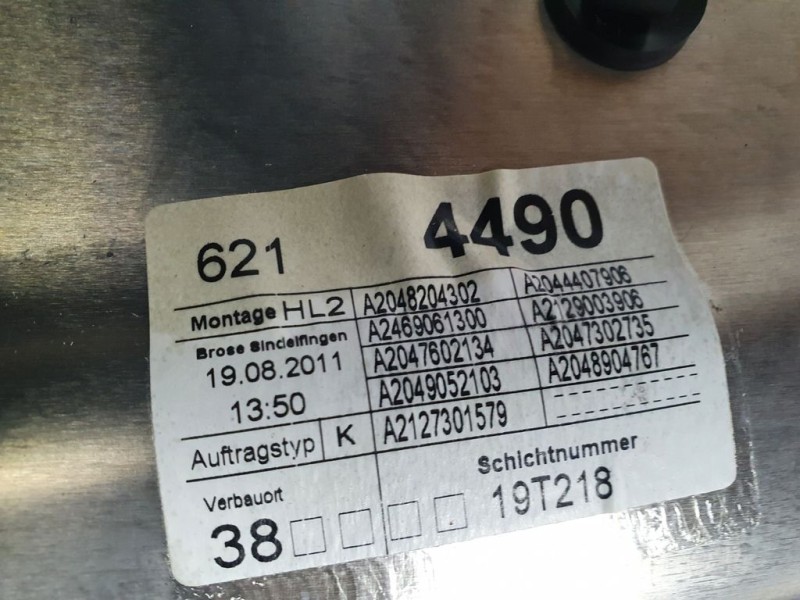 621 4490
Montage HL2 A2048204302 A2044407906
Brose Sindelfingen A2469061300 A2129003906
19.08.2011 A2047602134 A2047302735
13:50 A2049052103 A2048904767
Auftragstyp K A2127301579
Verbauort Schichtnummer
38 19T218